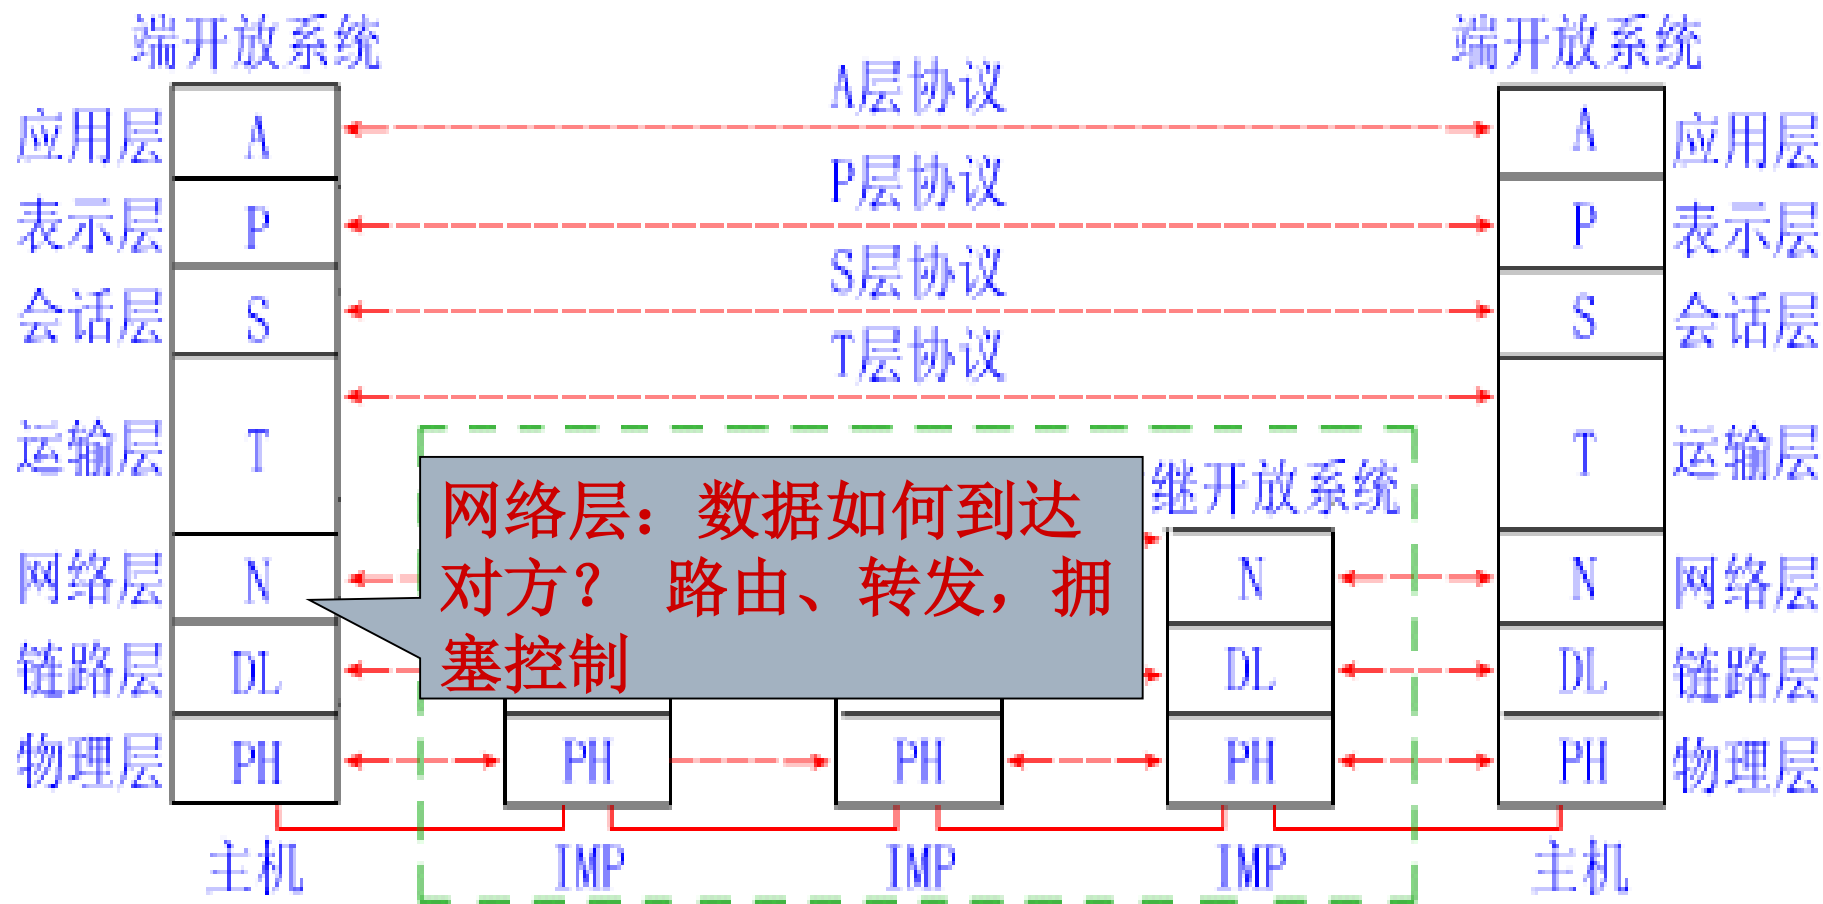 端开放系统 端开放系统
A层协议
应用层 A A 应用层
P层协议
表示层 P P 表示层
S层协议
会话层 S S 会话层
T层协议
运输层 T T 运输层
继开放系统
网络层： 数据如何到达
对方？ 路由、转发，拥
塞控制
网络层 N N N 网络层
链路层 DL DL DL 链路层
物理层 PH PH PH PH PH 物理层
主机 IMP IMP IMP 主机